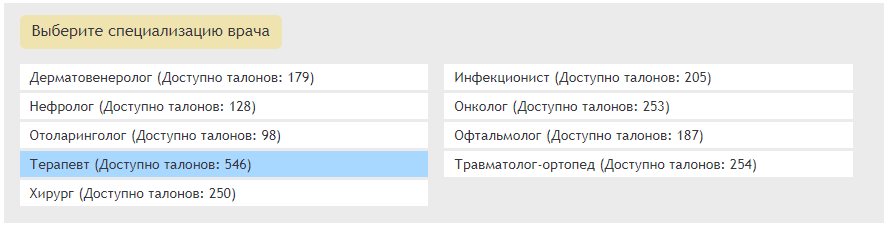 Выберите специализацию врача
Дерматовенеролог (Доступно талонов: 179)
Инфекционист (Доступно талонов: 205)
Нефролог (Доступно талонов: 128)
Онколог (Доступно талонов: 253)
Отоларинголог (Доступно талонов: 98)
Офтальмолог (Доступно талонов: 187)
Терапевт (Доступно талонов: 546)
Травматолог-ортопед (Доступно талонов: 254)
Хирург (Доступно талонов: 250)